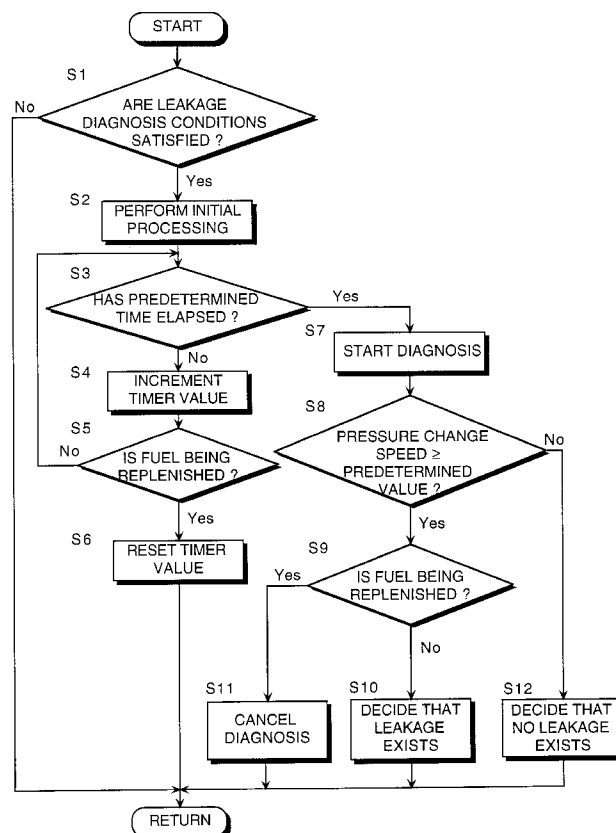 START
S1
No
ARE LEAKAGE
DIAGNOSIS CONDITIONS
SATISFIED ?
Yes
S2
PERFORM INITIAL
PROCESSING
S3
HAS PREDETERMINED
TIME ELAPSED ?
Yes
No
S7
START DIAGNOSIS
S4
INCREMENT
TIMER VALUE
S8
PRESSURE CHANGE
SPEED ≥
PREDETERMINED
VALUE ?
No
Yes
S5
No
IS FUEL BEING
REPLENISHED ?
Yes
S6
RESET TIMER
VALUE
S9
Yes
IS FUEL BEING
REPLENISHED ?
No
S11
CANCEL
DIAGNOSIS
S10
DECIDE THAT
LEAKAGE
EXISTS
S12
DECIDE THAT
NO LEAKAGE
EXISTS
RETURN